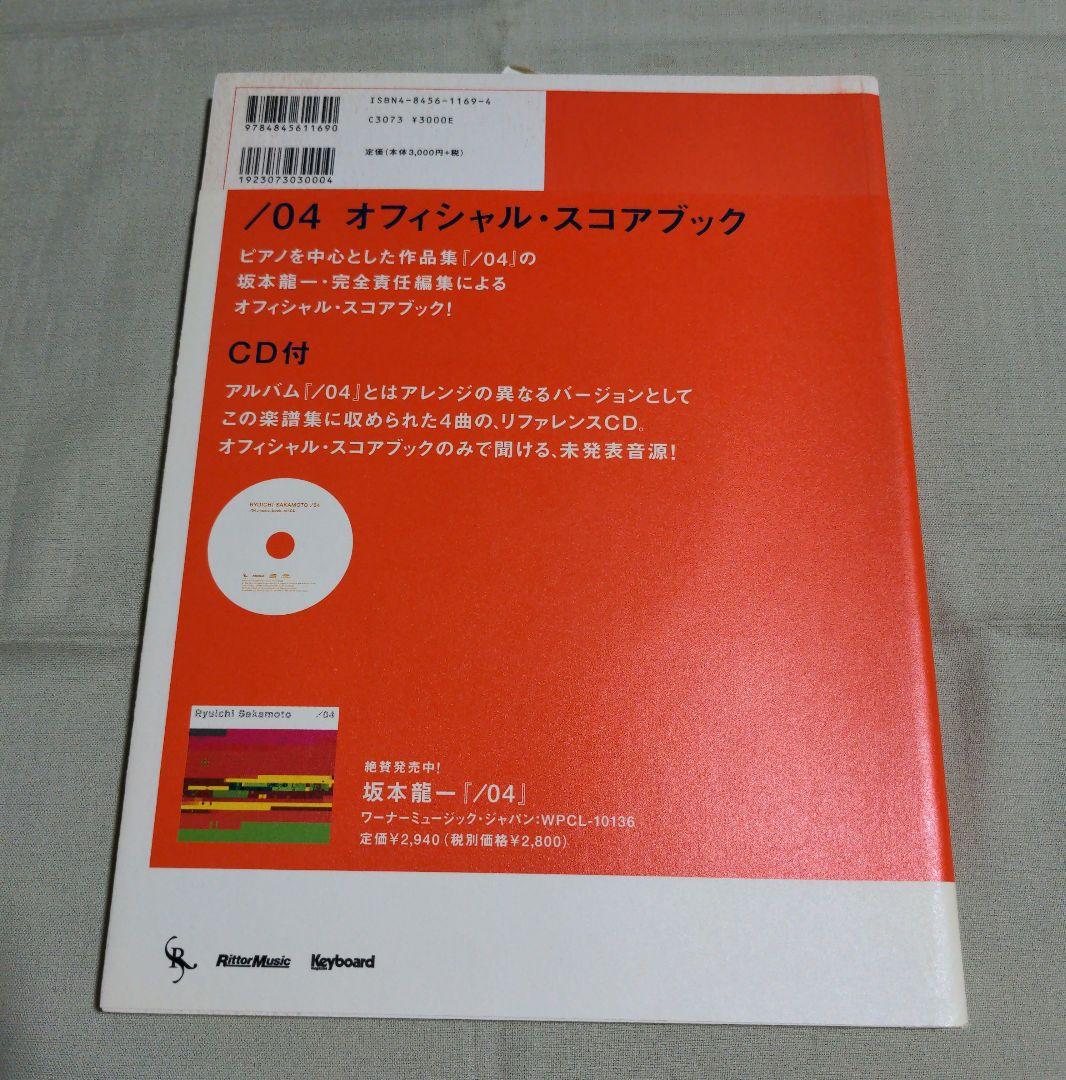 ISBN4-8456-1169-4
C3073 ¥3000E
9784845611690
定価(本体3,000円+税)
1923073030004
/04 オフィシャル・スコアブック
ピアノを中心とした作品集『/04』の
坂本龍一・完全責任編集による
オフィシャル・スコアブック!
CD付
アルバム『/04』とはアレンジの異なるバージョンとして
この楽譜集に収められた4曲の、リファレンスCD。
オフィシャル・スコアブックのみで聞ける、未発表音源!
RYUICHI SAKAMOTO /04
Ryuichi Sakamoto /04
絶賛発売中!
坂本龍一『/04』
ワーナーミュージック・ジャパン:WPCL-10136
定価¥2,940(税別価格¥2,800)
RS
RittorMusic
Keyboard